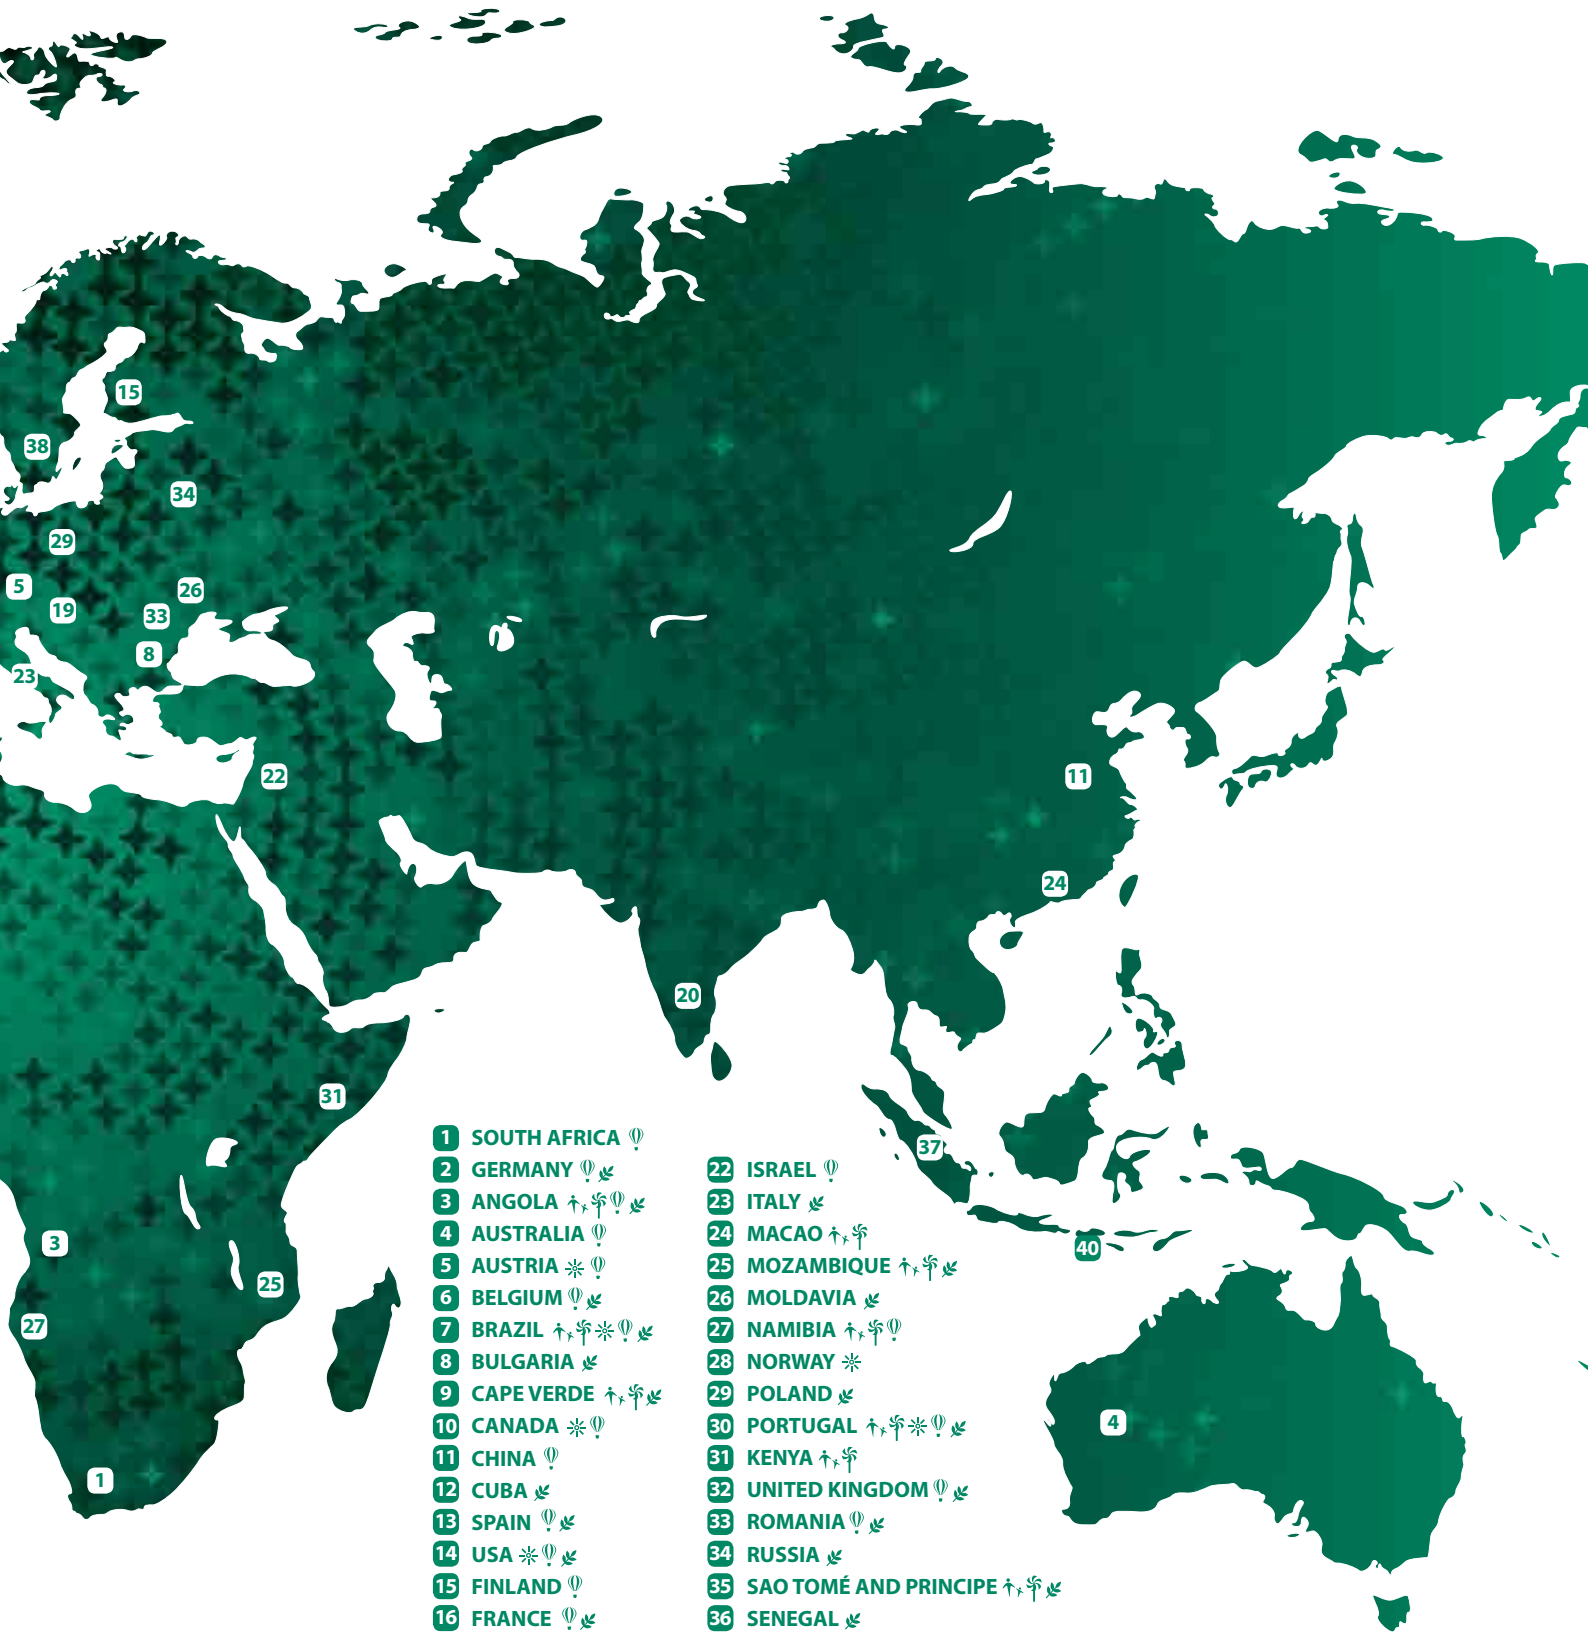 15
38
34
29
5
26
19
33
8
23
22
11
24
20
31
37
3
40
25
27
4
1
1 SOUTH AFRICA
2 GERMANY
3 ANGOLA
4 AUSTRALIA
5 AUSTRIA
6 BELGIUM
7 BRAZIL
8 BULGARIA
9 CAPE VERDE
10 CANADA
11 CHINA
12 CUBA
13 SPAIN
14 USA
15 FINLAND
16 FRANCE
22 ISRAEL
23 ITALY
24 MACAO
25 MOZAMBIQUE
26 MOLDAVIA
27 NAMIBIA
28 NORWAY
29 POLAND
30 PORTUGAL
31 KENYA
32 UNITED KINGDOM
33 ROMANIA
34 RUSSIA
35 SAO TOMÉ AND PRINCIPE
36 SENEGAL